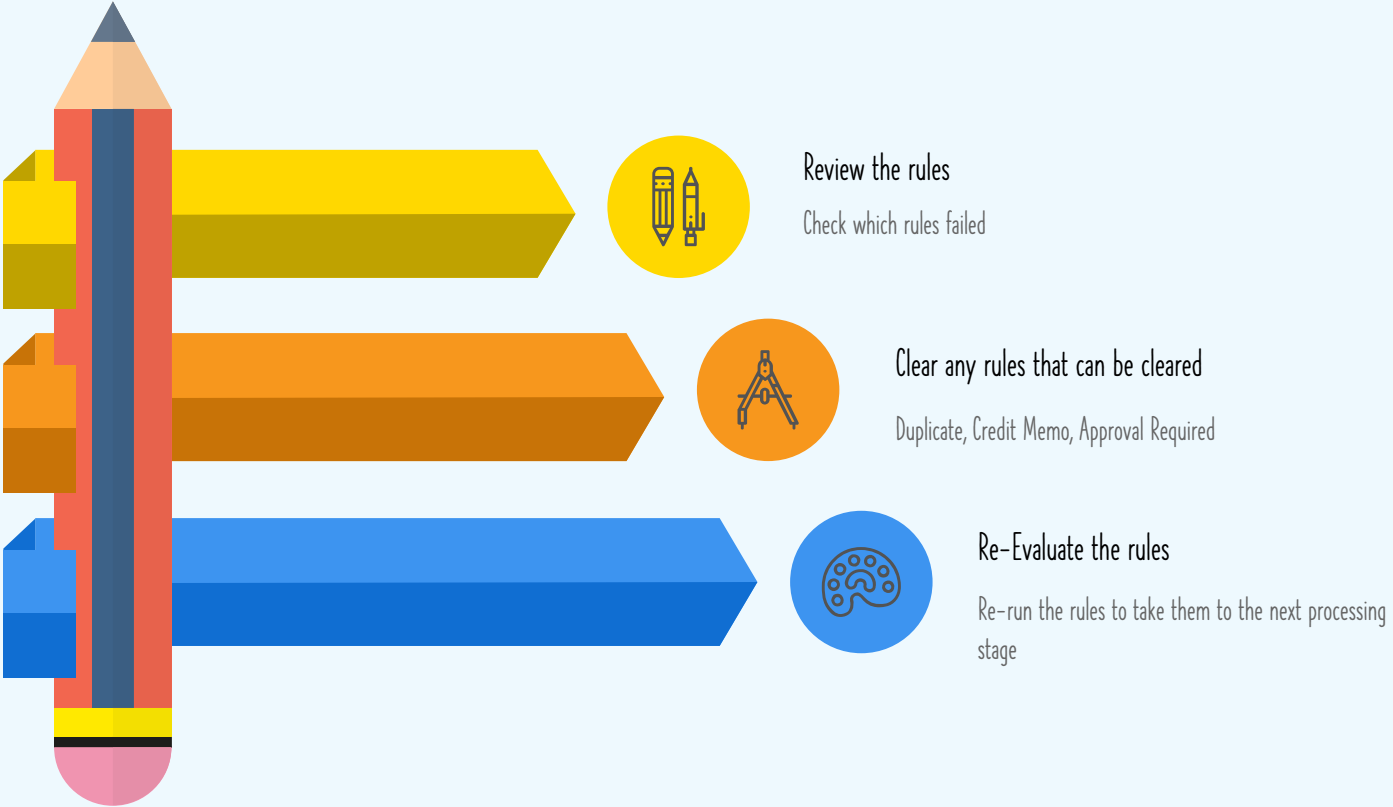 Review the rules
Check which rules failed
Clear any rules that can be cleared
Duplicate, Credit Memo, Approval Required
Re-Evaluate the rules
Re-run the rules to take them to the next processing
stage